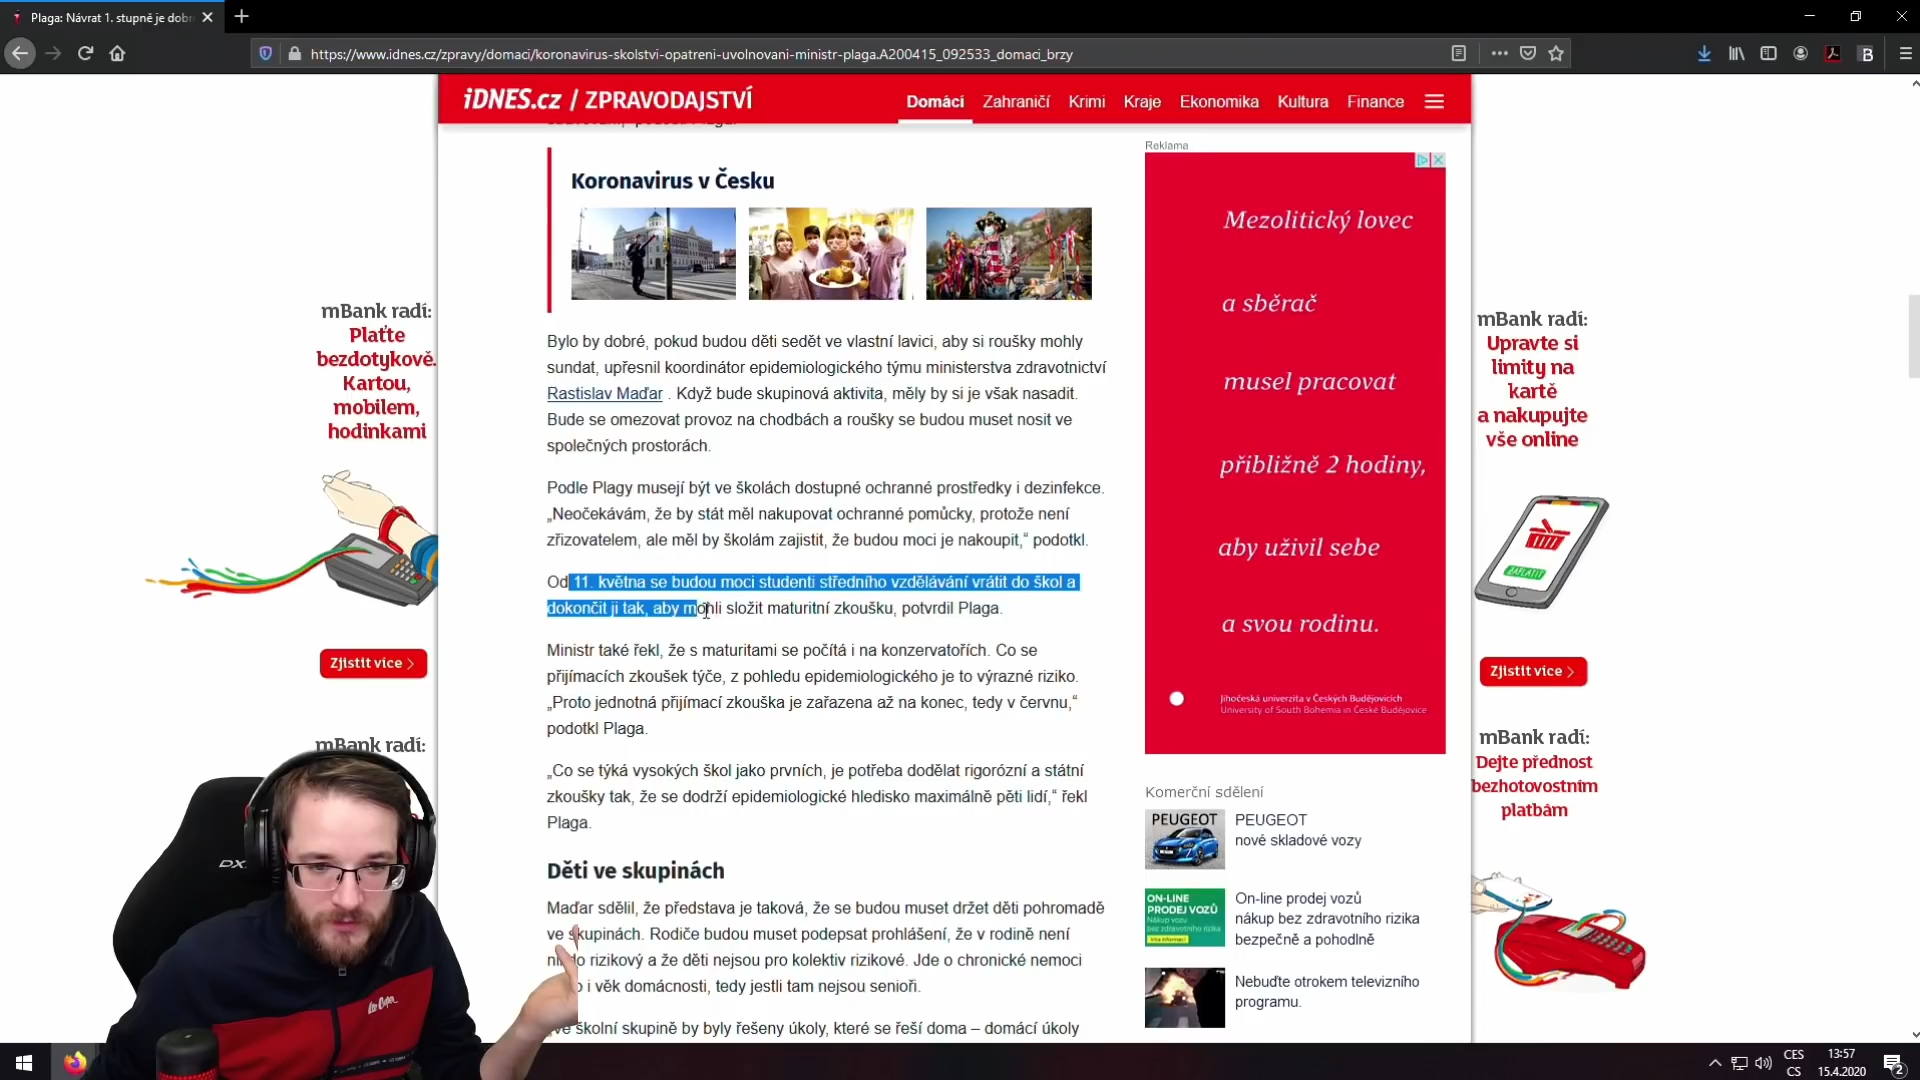 Plaga: Návrat 1. stupně je dobr
https://www.idnes.cz/zpravy/domaci/koronavirus-skolstvi-opatreni-uvolnovani-ministr-plaga.A200415_092533_domaci_brzy
iDNES.cz / ZPRAVODAJSTVÍ
Domácí Zahraničí Krimi Kraje Ekonomika Kultura Finance
Koronavirus v Česku
Bylo by dobré, pokud budou děti sedět ve vlastní lavici, aby si roušky mohly
sundat, upřesnil koordinátor epidemiologického týmu ministerstva zdravotnictví
Rastislav Maďar . Když bude skupinová aktivita, měly by si je však nasadit.
Bude se omezovat provoz na chodbách a roušky se budou muset nosit ve
společných prostorách.
Podle Plagy musejí být ve školách dostupné ochranné prostředky i dezinfekce.
„Neočekávám, že by stát měl nakupovat ochranné pomůcky, protože není
zřizovatelem, ale měl by školám zajistit, že budou moci je nakoupit,“ podotkl.
Od 11. května se budou moci studenti středního vzdělávání vrátit do škol a
dokončit ji tak, aby mohli složit maturitní zkoušku, potvrdil Plaga.
Ministr také řekl, že s maturitami se počítá i na konzervatořích. Co se
přijímacích zkoušek týče, z pohledu epidemiologického je to výrazné riziko.
„Proto jednotná přijímací zkouška je zařazena až na konec, tedy v červnu,“
podotkl Plaga.
„Co se týká vysokých škol jako prvních, je potřeba dodělat rigorózní a státní
zkoušky tak, že se dodrží epidemiologické hledisko maximálně pěti lidí,“ řekl
Plaga.
Děti ve skupinách
Maďar sdělil, že představa je taková, že se budou muset držet děti pohromadě
ve skupinách. Rodiče budou muset podepsat prohlášení, že v rodině není
rizikový a že děti nejsou pro kolektiv rizikové. Jde o chronické nemoci
i věk domácnosti, tedy jestli tam nejsou senioři.
školní skupině by byly řešeny úkoly, které se řeší doma – domácí úkoly
Reklama
Mezolitický lovec
a sběrač
musel pracovat
přibližně 2 hodiny,
aby uživil sebe
a svou rodinu.
Jihočeská univerzita v Českých Budějovicích
University of South Bohemia in České Budějovice
Komerční sdělení
PEUGEOT
PEUGEOT
nové skladové vozy
ON-LINE
PRODEJ VOZŮ
Nákup vozu
bez zdravotního rizika
On-line prodej vozů
nákup bez zdravotního rizika
bezpečně a pohodlně
Nebuďte otrokem televizního
programu.
mBank radí:
Plaťte
bezdotykově.
Kartou,
mobilem,
hodinkami
Zjistit více
mBank radí:
mBank radí:
Upravte si
limity na
kartě
a nakupujte
vše online
ZAPLATIT
Zjistit více
mBank radí:
Dejte přednost
bezhotovostním
platbám
DX
Lee Cooper
CES
CS
13:57
15.4.2020
2